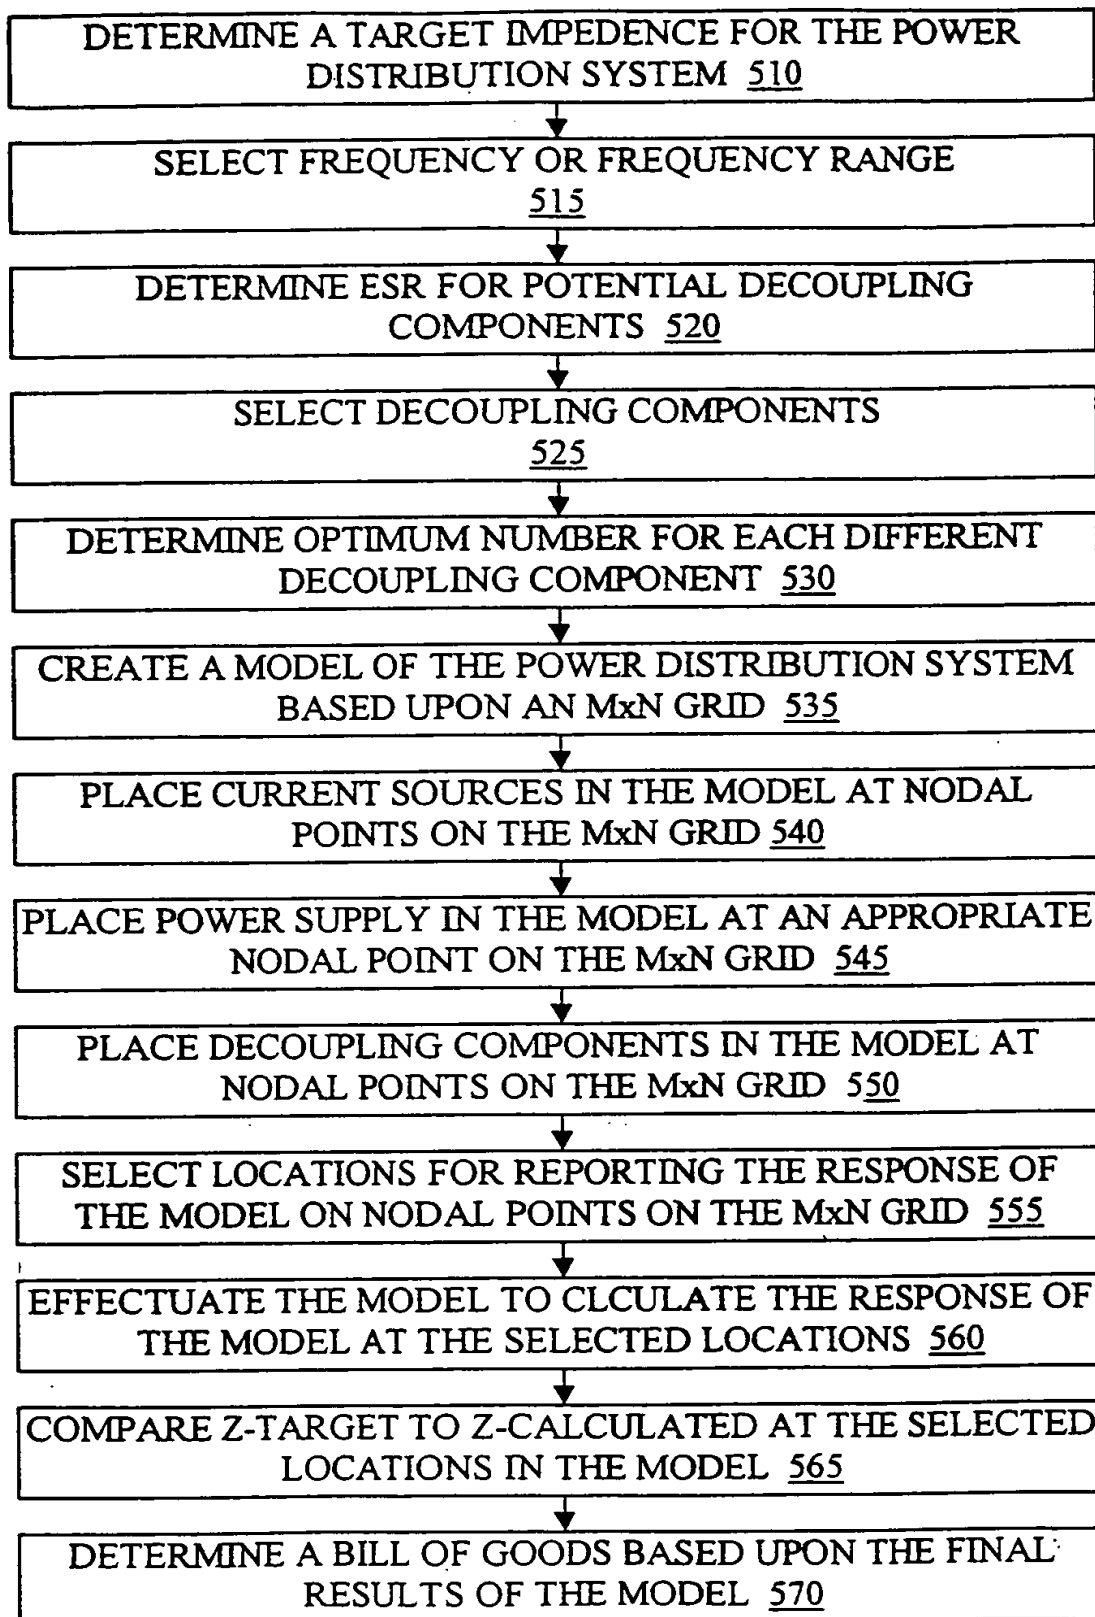 DETERMINE A TARGET IMPEDENCE FOR THE POWER
DISTRIBUTION SYSTEM 510
SELECT FREQUENCY OR FREQUENCY RANGE
515
DETERMINE ESR FOR POTENTIAL DECOUPLING
COMPONENTS 520
SELECT DECOUPLING COMPONENTS
525
DETERMINE OPTIMUM NUMBER FOR EACH DIFFERENT
DECOUPLING COMPONENT 530
CREATE A MODEL OF THE POWER DISTRIBUTION SYSTEM
BASED UPON AN MxN GRID 535
PLACE CURRENT SOURCES IN THE MODEL AT NODAL
POINTS ON THE MxN GRID 540
PLACE POWER SUPPLY IN THE MODEL AT AN APPROPRIATE
NODAL POINT ON THE MxN GRID 545
PLACE DECOUPLING COMPONENTS IN THE MODEL AT
NODAL POINTS ON THE MxN GRID 550
SELECT LOCATIONS FOR REPORTING THE RESPONSE OF
THE MODEL ON NODAL POINTS ON THE MxN GRID 555
EFFECTUATE THE MODEL TO CLCULATE THE RESPONSE OF
THE MODEL AT THE SELECTED LOCATIONS 560
COMPARE Z-TARGET TO Z-CALCULATED AT THE SELECTED
LOCATIONS IN THE MODEL 565
DETERMINE A BILL OF GOODS BASED UPON THE FINAL
RESULTS OF THE MODEL 570